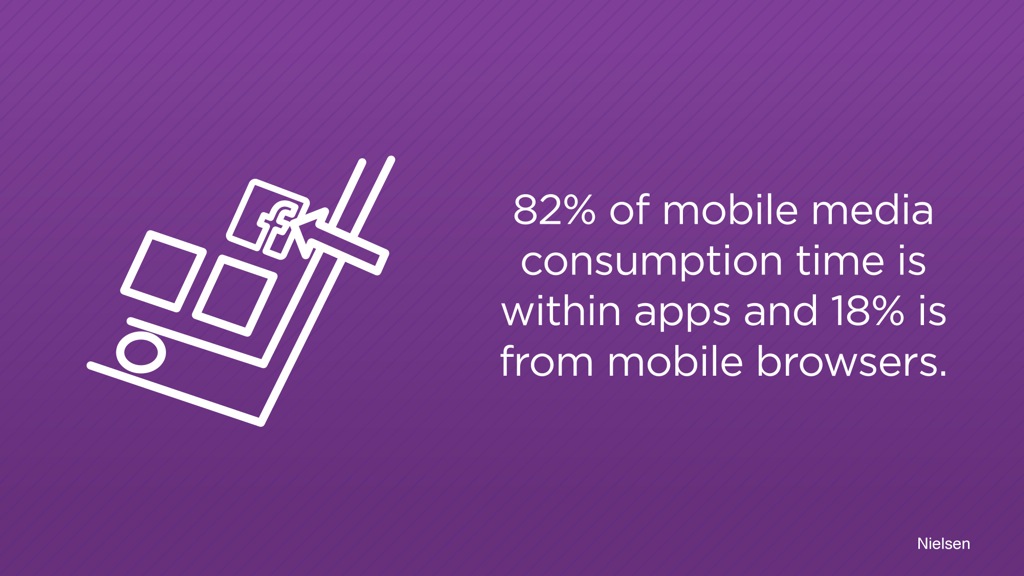 f
82% of mobile media
consumption time is
within apps and 18% is
from mobile browsers.
Nielsen